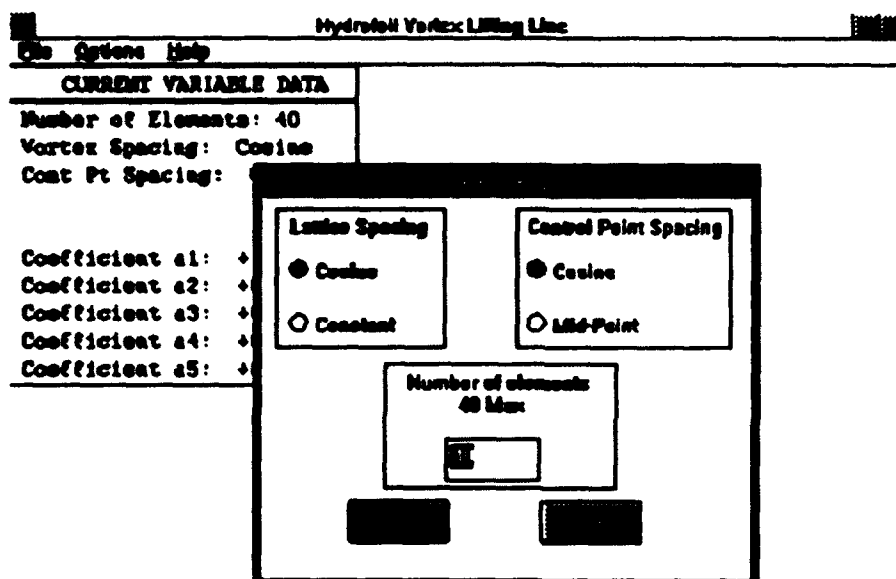 Hydrofoil Vortex Lifting Line
File Options Help
CURRENT VARIABLE DATA
Number of Elements: 40
Vortex Spacing: Cosine
Cont Pt Spacing:
Coefficient a1: +
Coefficient a2: +
Coefficient a3: +
Coefficient a4: +
Coefficient a5: +
Lattice Spacing
Cosine
Constant
Control Point Spacing
Cosine
Mid-Point
Number of elements
40 Max